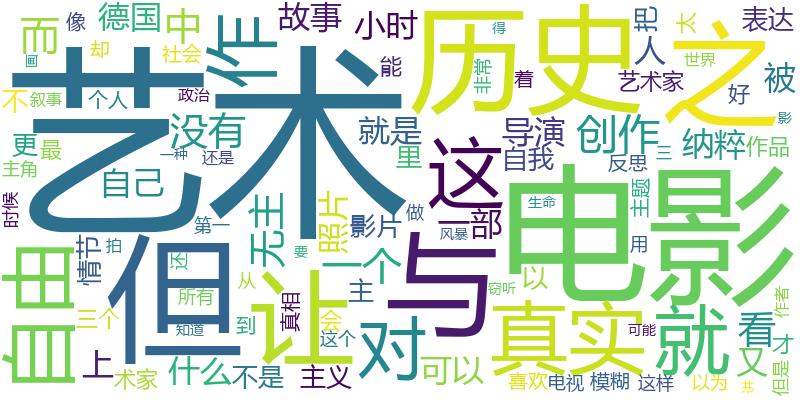 像
德国
中
故事
小时
把
太
表达
而
却
社会
作
能
得
历史
之
人
世界
画
不
叙事
个人
政治
艺术
非常
着
艺术家
好
被
影
更
最
没有
就是
导演
创作
纳粹
作品
主角
一种
还是
里
这
自我
反思
三
自己
电影
时候
第一
无主
照片
影片
做
一部
生命
主题
情节
拍
但
风暴
用
还
要
一个
与
以
自由
所有
从
让
主
窃听
真实
就
看
作者
三个
知道
到
真相
会
这个
对
可能
又
才
上
术家
什么
不是
主义
可以
喜欢
电视
模糊
这样
以为
但是